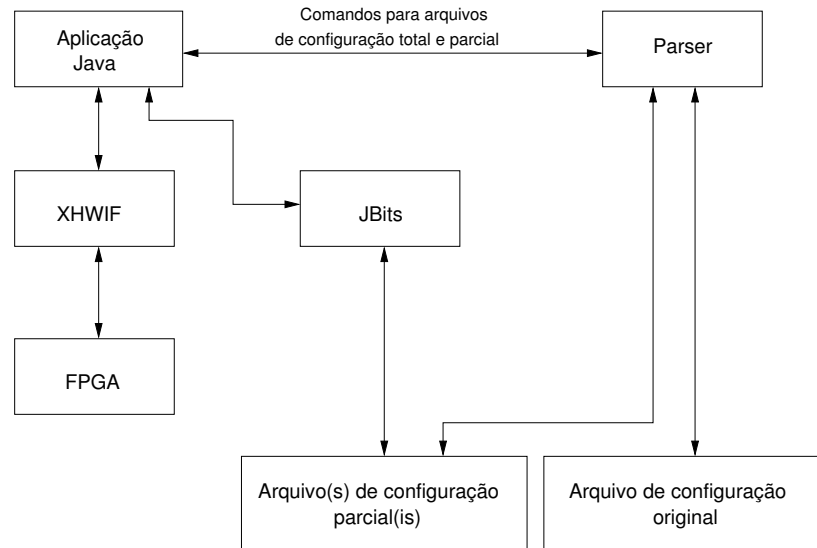 Comandos para arquivos
de configuração total e parcial
Aplicação
Java
Parser
XHWIF
JBits
FPGA
Arquivo(s) de configuração
parcial(is)
Arquivo de configuração
original